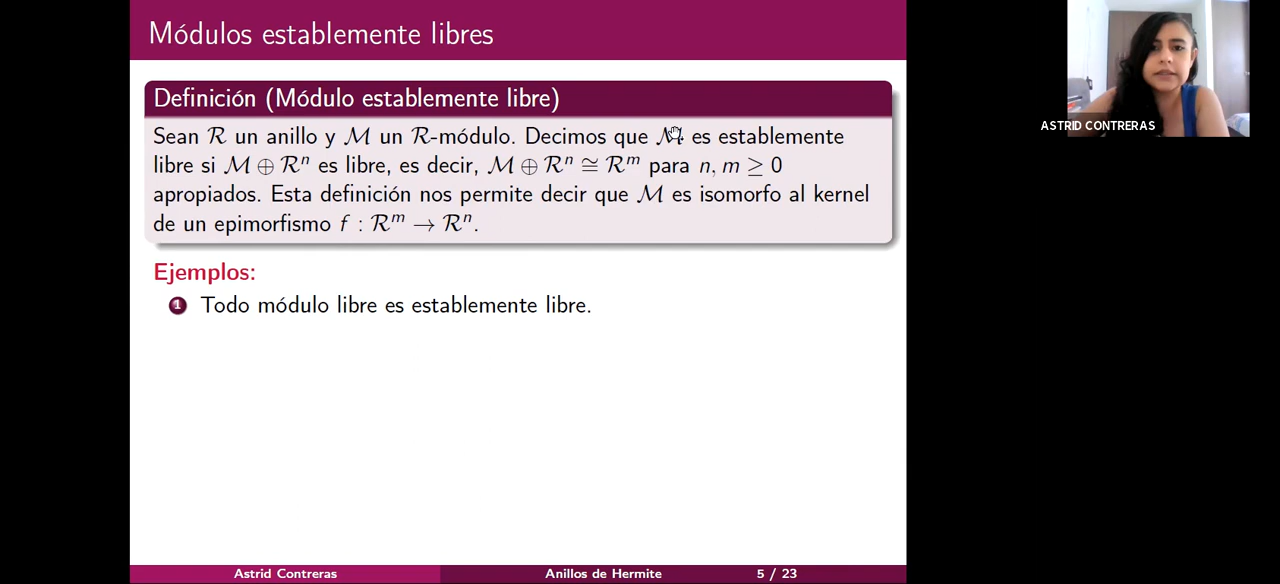 Módulos establemente libres
Definición (Módulo establemente libre)
Sean ℛ un anillo y ℳ un ℛ-módulo. Decimos que ℳ es establemente
libre si ℳ ⊕ ℛⁿ es libre, es decir, ℳ ⊕ ℛⁿ ≅ ℛᵐ para n, m ≥ 0
apropiados. Esta definición nos permite decir que ℳ es isomorfo al kernel
de un epimorfismo f : ℛᵐ → ℛⁿ.
Ejemplos:
1 Todo módulo libre es establemente libre.
Astrid Contreras Anillos de Hermite 5 / 23
ASTRID CONTRERAS